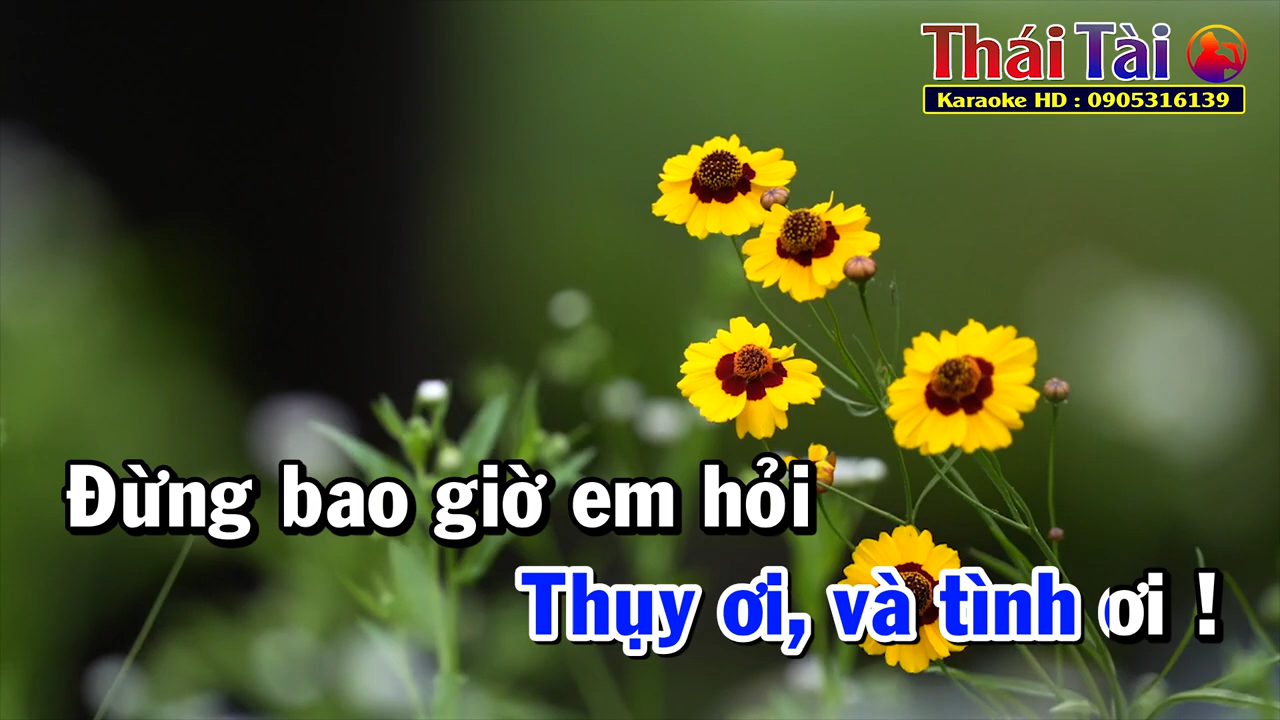 Thái Tài
Karaoke HD : 0905316139
Đừng bao giờ em hỏi
Thụy ơi, và tình ơi !